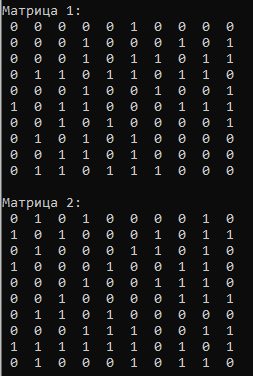 Матрица 1:
0 0 0 0 0 1 0 0 0 0
0 0 0 1 0 0 0 1 0 1
0 0 0 1 0 1 1 0 1 1
0 1 1 0 1 1 0 1 1 0
0 0 0 1 0 0 1 0 0 1
1 0 1 1 0 0 0 1 1 1
0 0 1 0 1 0 0 0 0 1
0 1 0 1 0 1 0 0 0 0
0 0 1 1 0 1 0 0 0 0
0 1 1 0 1 1 1 0 0 0
Матрица 2:
0 1 0 1 0 0 0 0 1 0
1 0 1 0 0 0 1 0 1 1
0 1 0 0 0 1 0 1 1 0
1 0 0 0 1 0 0 1 1 0
0 0 0 1 0 0 1 1 1 1
0 0 1 0 0 0 0 1 1 1
0 1 1 0 1 0 0 0 0 0
0 0 0 1 1 1 0 0 1 1
1 1 1 1 1 1 1 0 1 1
0 1 0 0 0 1 0 1 1 0